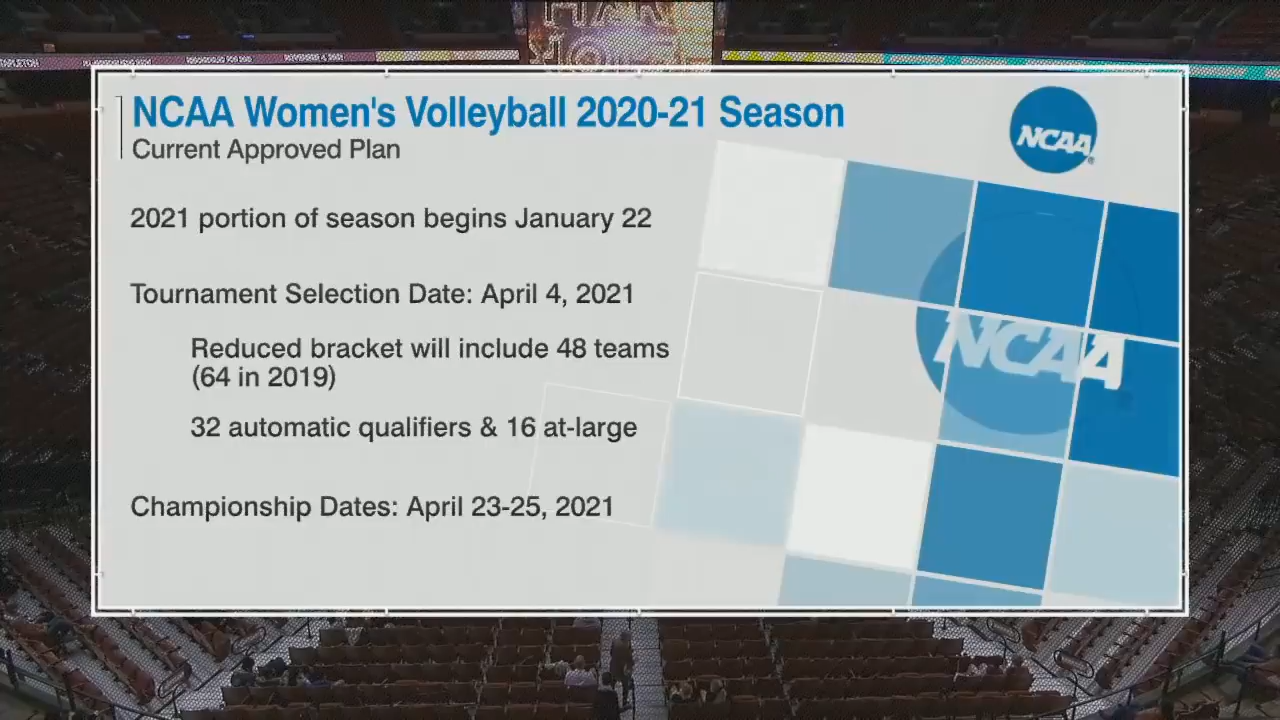 NCAA Women's Volleyball 2020-21 Season
Current Approved Plan
NCAA
2021 portion of season begins January 22
Tournament Selection Date: April 4, 2021
Reduced bracket will include 48 teams
(64 in 2019)
32 automatic qualifiers & 16 at-large
Championship Dates: April 23-25, 2021
NCAA